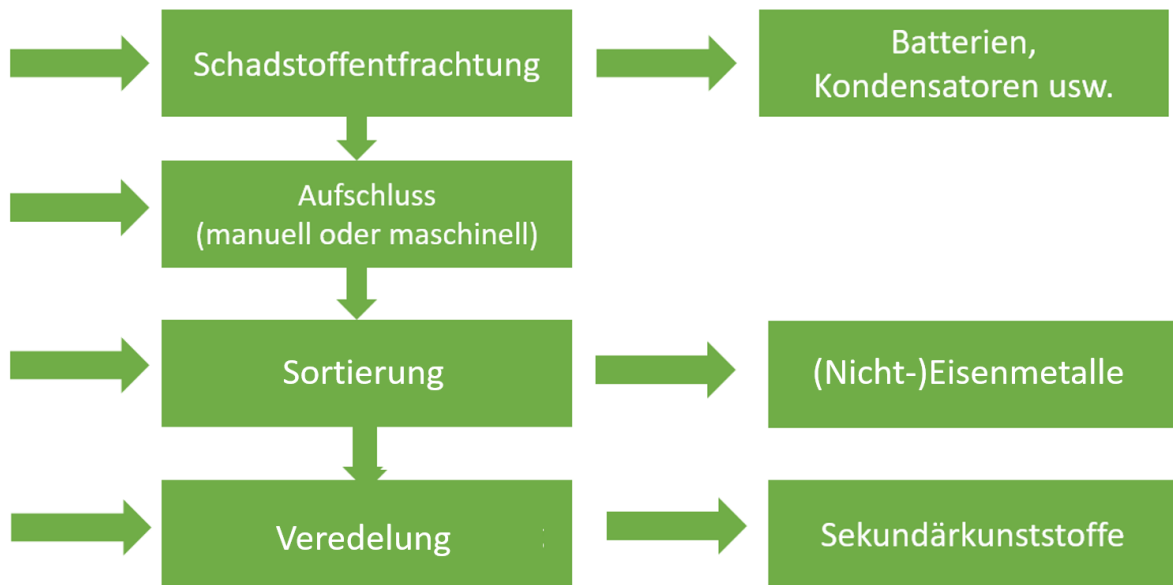 Schadstoffentfrachtung
Batterien,
Kondensatoren usw.
Aufschluss
(manuell oder maschinell)
Sortierung
(Nicht-)Eisenmetalle
Veredelung
Sekundärkunststoffe